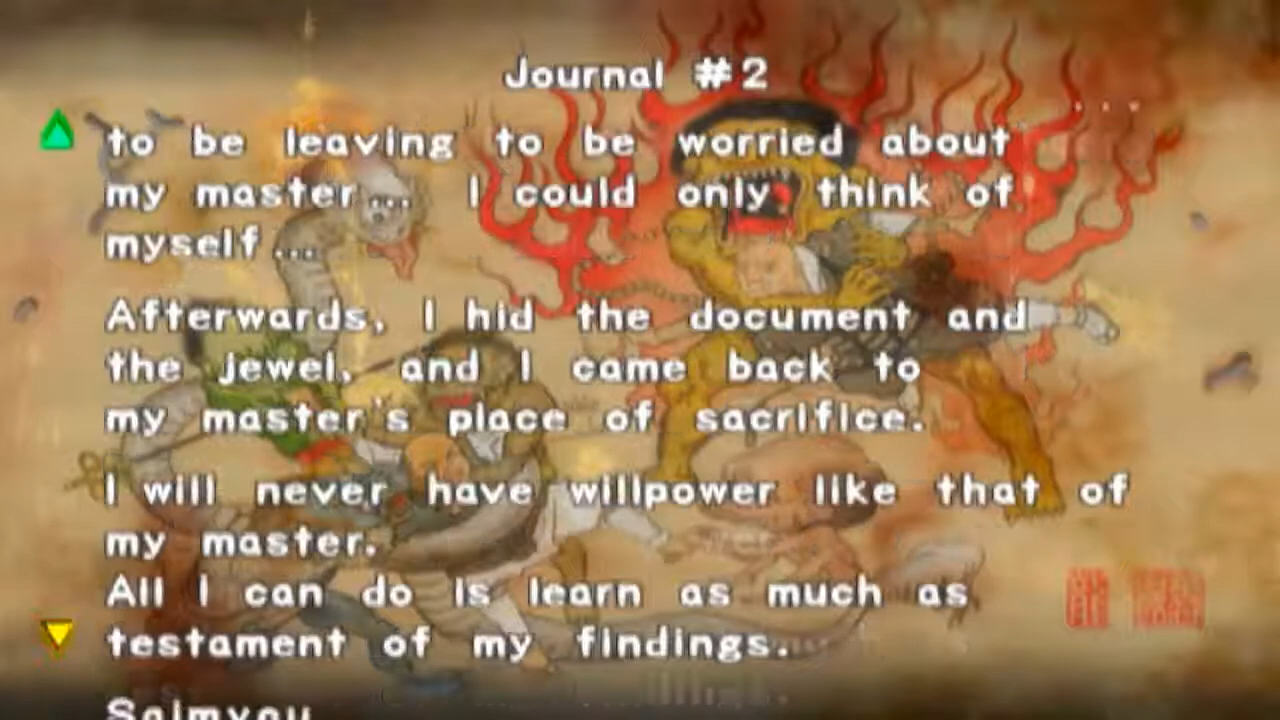 Journal #2
to be leaving to be worried about
my master... I could only think of
myself...
Afterwards, I hid the document and
the jewel, and I came back to
my master's place of sacrifice.
I will never have willpower like that of
my master.
All I can do is learn as much as
testament of my findings.